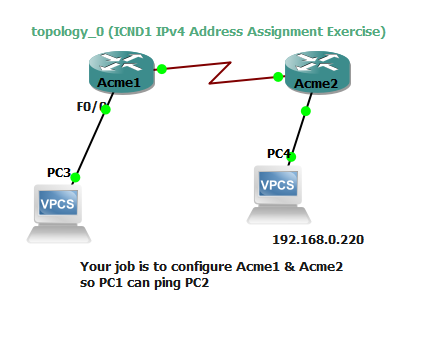 topology_0 (ICND1 IPv4 Address Assignment Exercise)
Acme1
Acme2
F0/0
PC3
PC4
VPCS
VPCS
192.168.0.220
Your job is to configure Acme1 & Acme2
so PC1 can ping PC2